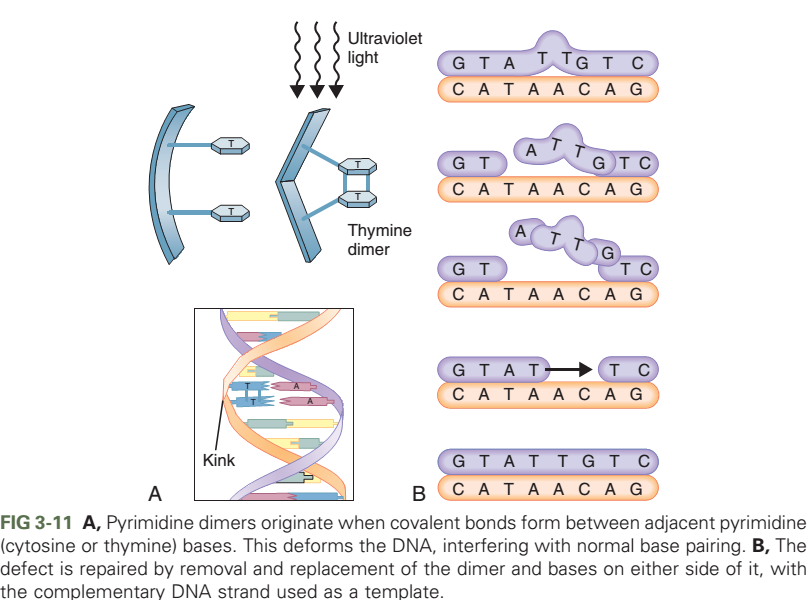 Ultraviolet
light
T
T
T
T
Thymine
dimer
T
A
T
A
Kink
A
G T A T T G T C
C A T A A C A G
G T A T T G T C
C A T A A C A G
A T T G
G T T C
C A T A A C A G
G T A T T C
C A T A A C A G
G T A T T G T C
C A T A A C A G
B
FIG 3-11 A, Pyrimidine dimers originate when covalent bonds form between adjacent pyrimidine
(cytosine or thymine) bases. This deforms the DNA, interfering with normal base pairing. B, The
defect is repaired by removal and replacement of the dimer and bases on either side of it, with
the complementary DNA strand used as a template.